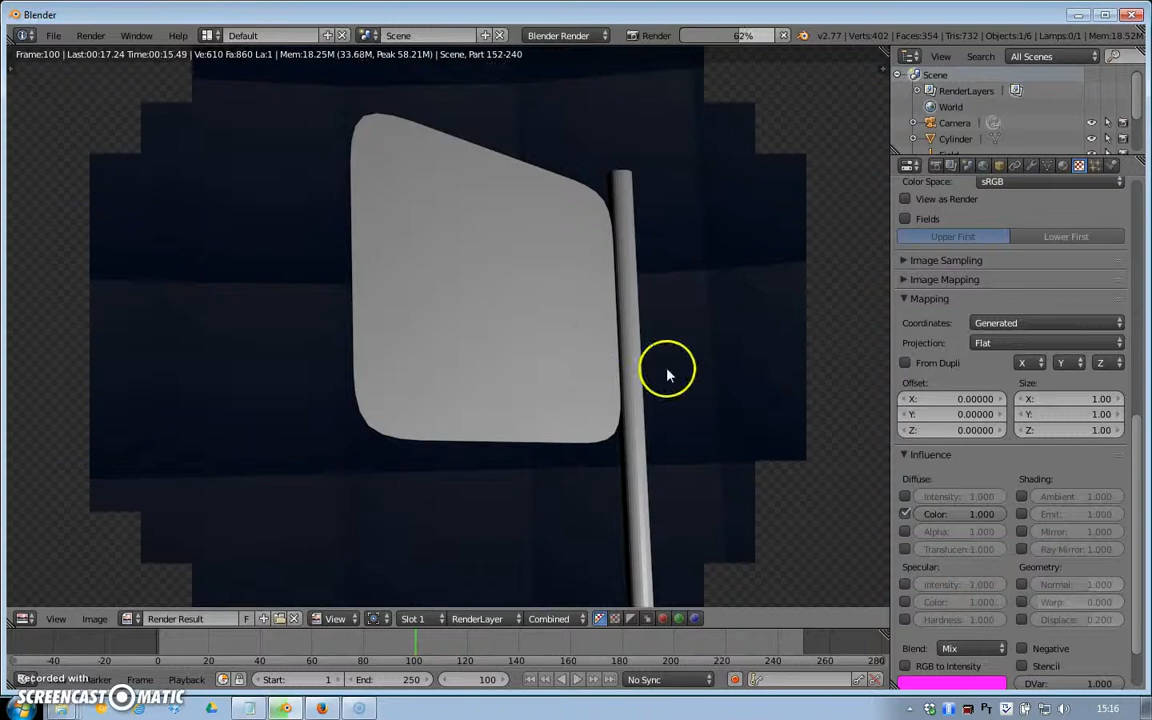 Blender
File Render Window Help Default Scene Blender Render Render 62% v2.77 Verts:402 | Faces:354 | Tris:732 | Objects:1/6 | Lamps:0/1 | Mem:18.52M
Frame:100 | Last:00:17.24 Time:00:15.49 | Ve:610 Fa:860 La:1 | Mem:18.25M (33.68M, Peak 58.21M) | Scene, Part 152-240
View Search All Scenes
Scene
RenderLayers
World
Camera
Cylinder
Color Space: sRGB
View as Render
Fields
Upper First Lower First
Image Sampling
Image Mapping
Mapping
Coordinates: Generated
Projection: Flat
From Dupli X Y Z
Offset: Size:
X: 0.00000 X: 1.00
Y: 0.00000 Y: 1.00
Z: 0.00000 Z: 1.00
Influence
Diffuse: Shading:
Intensity: 1.000 Ambient: 1.000
Color: 1.000 Emit: 1.000
Alpha: 1.000 Mirror: 1.000
Translucen: 1.000 Ray Mirror: 1.000
Specular: Geometry:
Intensity: 1.000 Normal: 1.000
Color: 1.000 Warp: 0.000
Hardness: 1.000 Displace: 0.200
Blend: Mix Negative
RGB to Intensity Stencil
DVar: 1.000
View Image Render Result F View Slot 1 RenderLayer Combined
-40 -20 0 20 40 60 80 100 120 140 160 180 200 220 240 260 280
Frame Playback Start: 1 End: 250 100 No Sync
Recorded with
SCREENCAST MATIC
PT 15:16